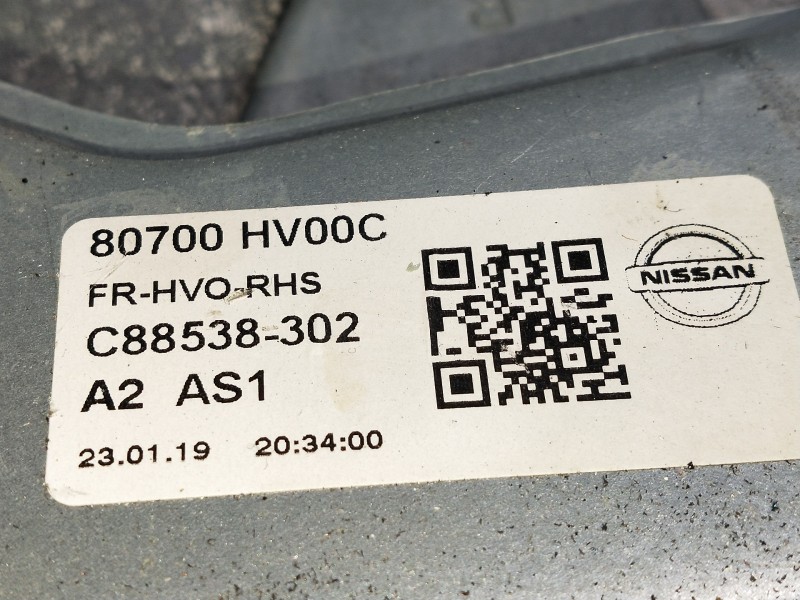 80700 HV00C
FR-HVO-RHS
C88538-302
A2 AS1
23.01.19 20:34:00
NISSAN